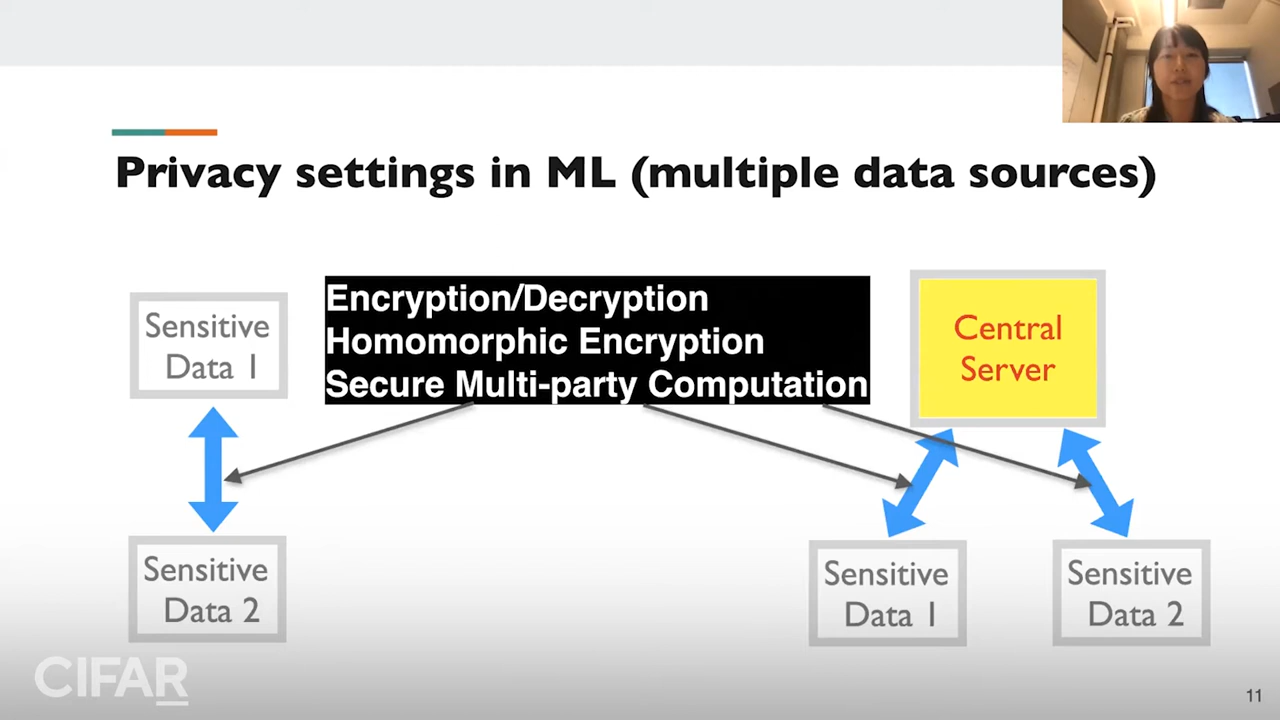 Privacy settings in ML (multiple data sources)
Sensitive
Data 1
Encryption/Decryption
Homomorphic Encryption
Secure Multi-party Computation
Central
Server
Sensitive
Data 2
Sensitive
Data 1
Sensitive
Data 2
CIFAR
11